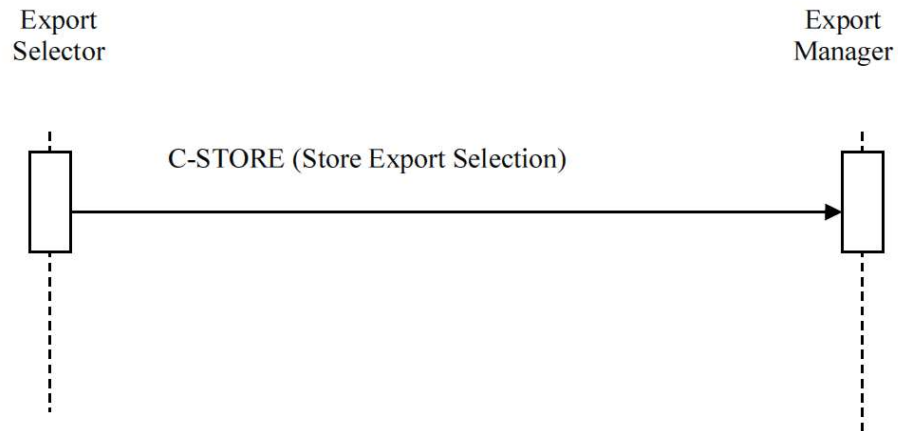 Export
Selector
Export
Manager
C-STORE (Store Export Selection)